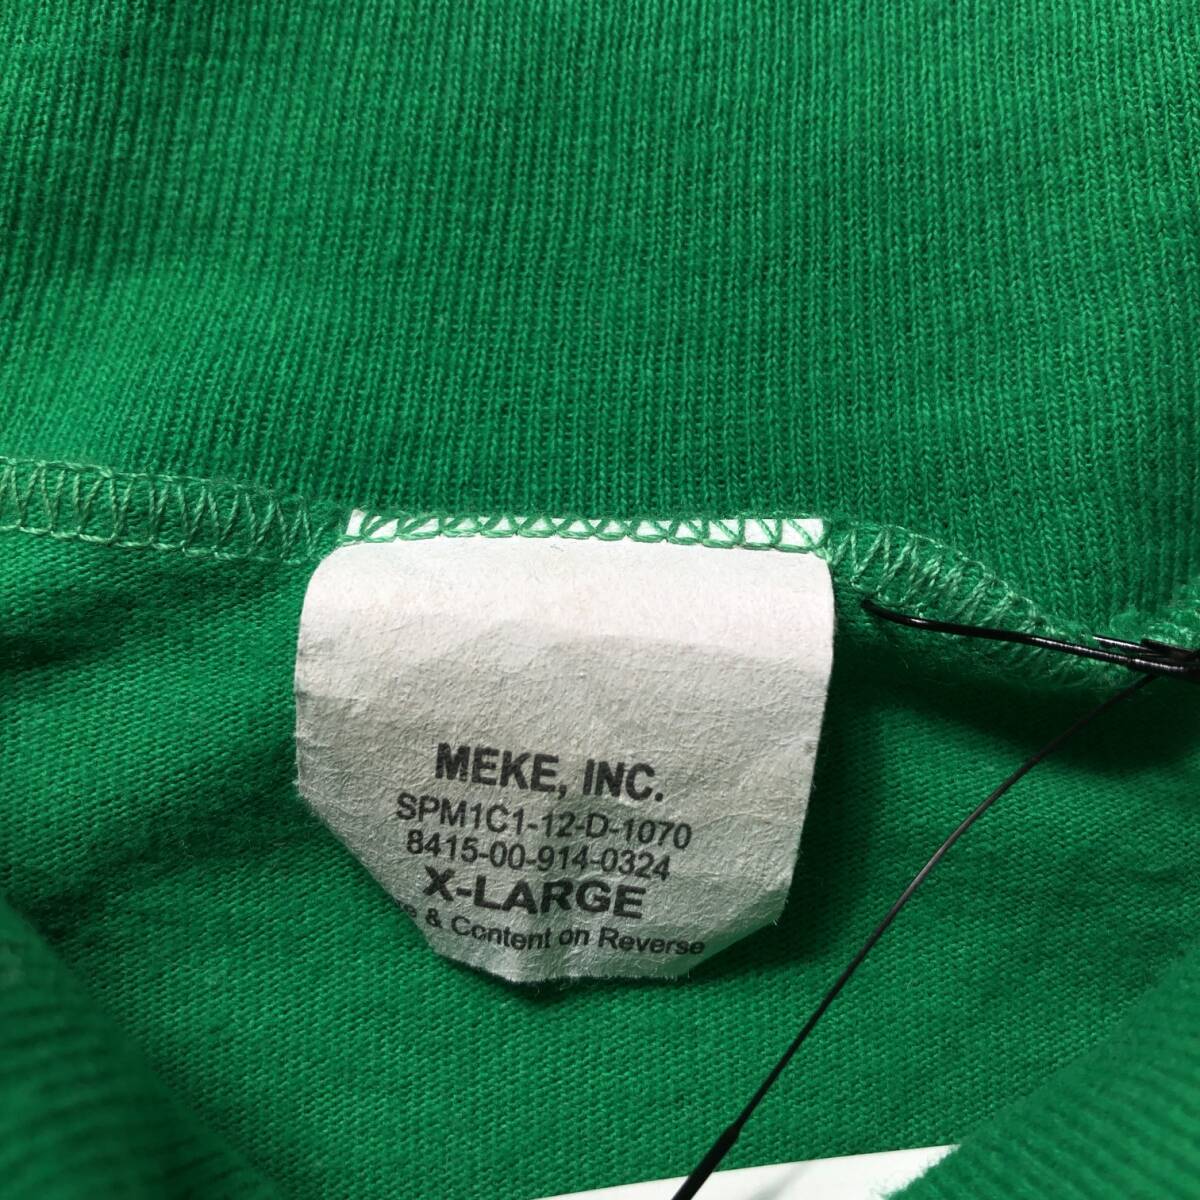 MEKE, INC.
SPM1C1-12-D-1070
8415-00-914-0324
X-LARGE
& Content on Reverse